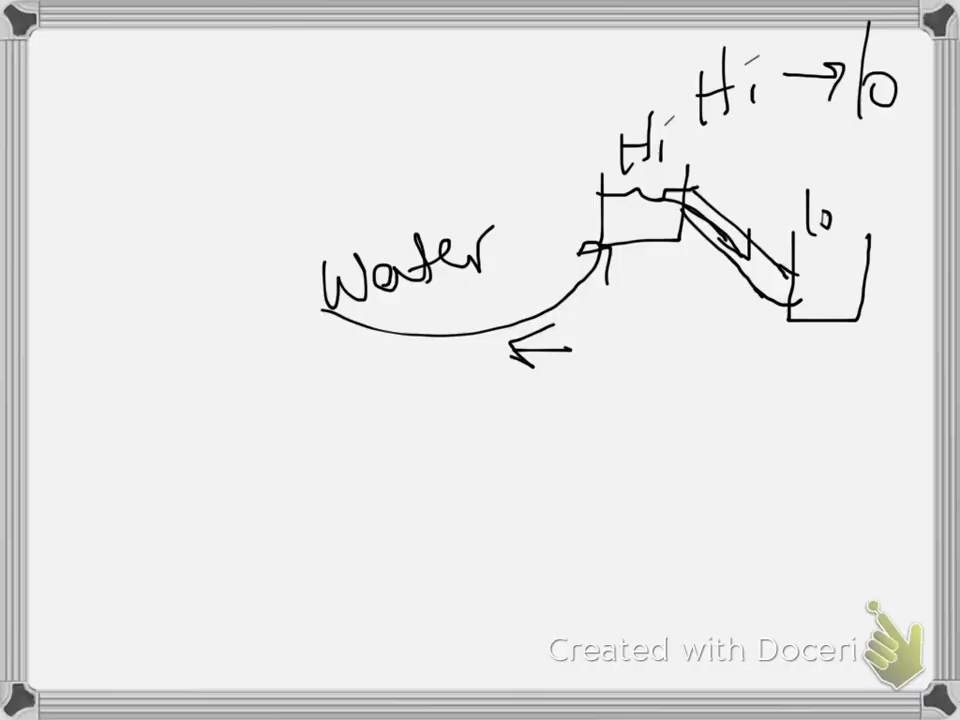 Hi → lo
Hi
lo
Water
Created with Doceri